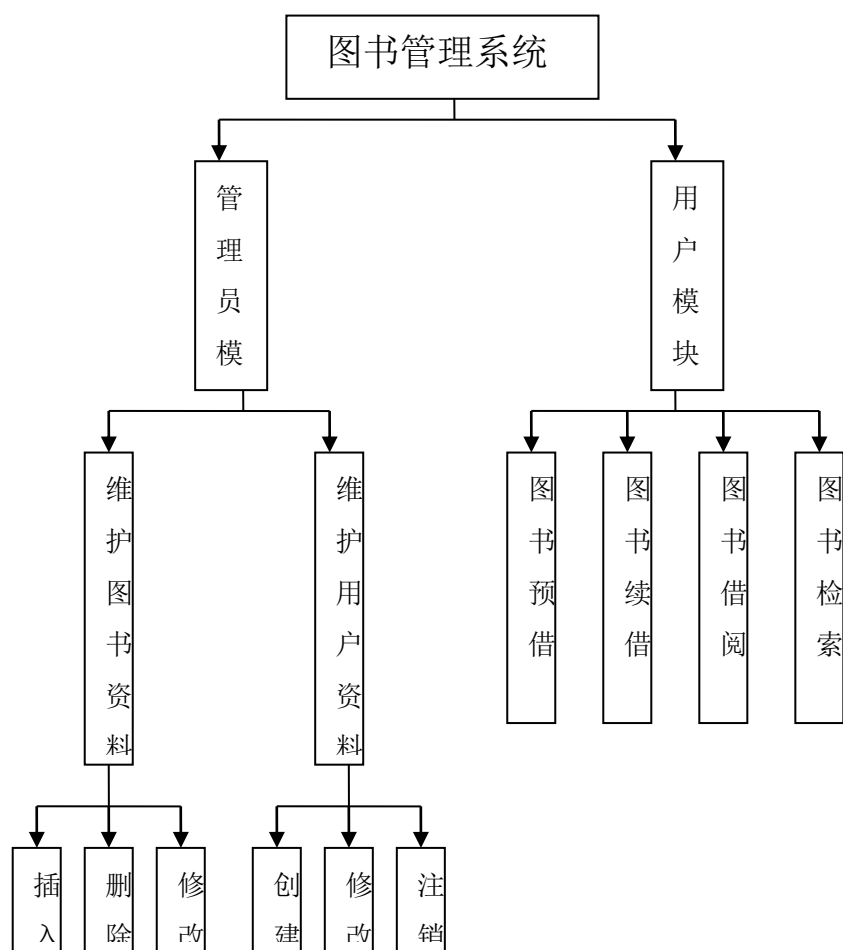 图书管理系统
管理员模
用户模块
维护图书资料
维护用户资料
图书预借
图书续借
图书借阅
图书检索
插入
删除
修改
创建
修改
注销